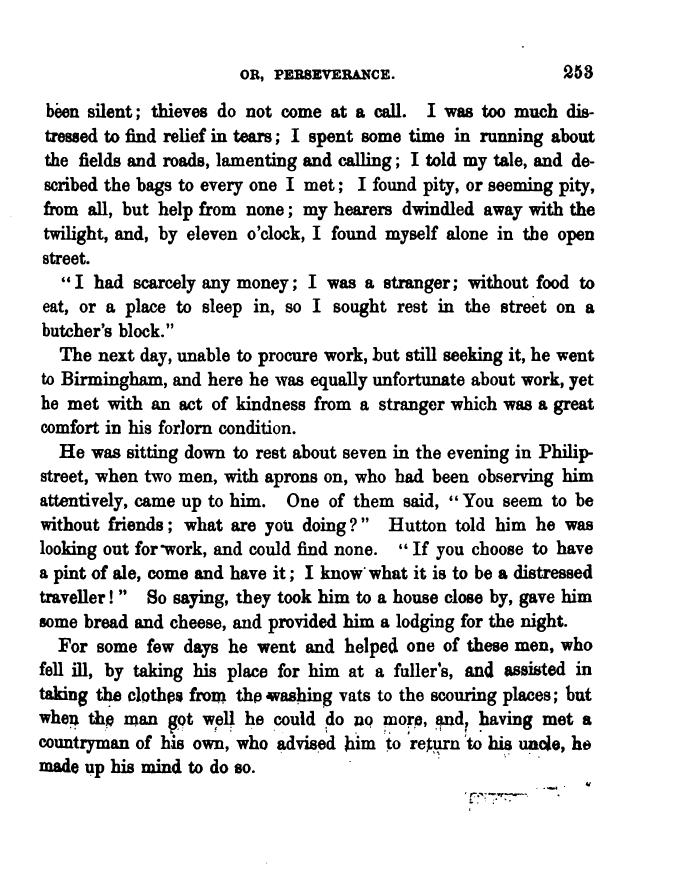 OR, PERSEVERANCE. 253
been silent; thieves do not come at a call. I was too much dis-
tressed to find relief in tears; I spent some time in running about
the fields and roads, lamenting and calling; I told my tale, and de-
scribed the bags to every one I met; I found pity, or seeming pity,
from all, but help from none; my hearers dwindled away with the
twilight, and, by eleven o'clock, I found myself alone in the open
street.
"I had scarcely any money; I was a stranger; without food to
eat, or a place to sleep in, so I sought rest in the street on a
butcher's block."
The next day, unable to procure work, but still seeking it, he went
to Birmingham, and here he was equally unfortunate about work, yet
he met with an act of kindness from a stranger which was a great
comfort in his forlorn condition.
He was sitting down to rest about seven in the evening in Philip-
street, when two men, with aprons on, who had been observing him
attentively, came up to him. One of them said, "You seem to be
without friends; what are you doing?" Hutton told him he was
looking out for work, and could find none. "If you choose to have
a pint of ale, come and have it; I know what it is to be a distressed
traveller!" So saying, they took him to a house close by, gave him
some bread and cheese, and provided him a lodging for the night.
For some few days he went and helped one of these men, who
fell ill, by taking his place for him at a fuller's, and assisted in
taking the clothes from the washing vats to the scouring places; but
when the man got well he could do no more, and, having met a
countryman of his own, who advised him to return to his uncle, he
made up his mind to do so.